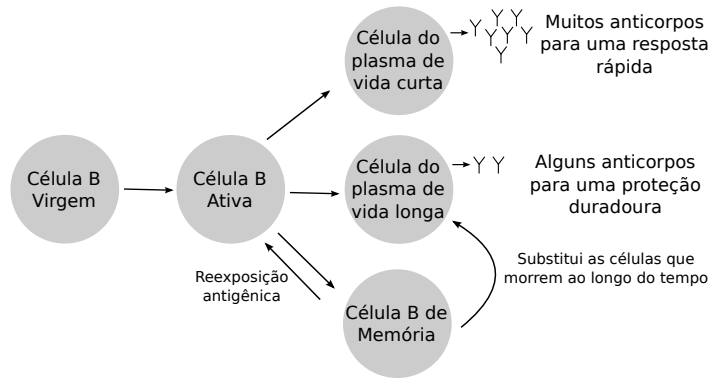 Célula do
plasma de
vida curta
Muitos anticorpos
para uma resposta
rápida
Célula B
Virgem
Célula B
Ativa
Célula do
plasma de
vida longa
Alguns anticorpos
para uma proteção
duradoura
Reexposição
antigênica
Célula B de
Memória
Substitui as células que
morrem ao longo do tempo